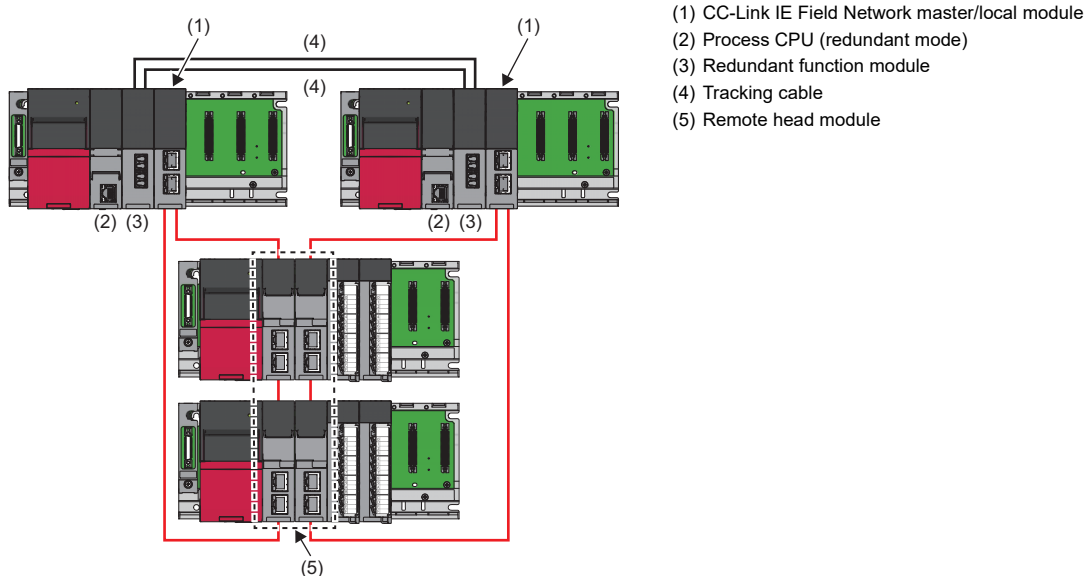 (1)
(4)
(1)
(4)
(2) (3)
(2) (3)
(5)
(1) CC-Link IE Field Network master/local module
(2) Process CPU (redundant mode)
(3) Redundant function module
(4) Tracking cable
(5) Remote head module